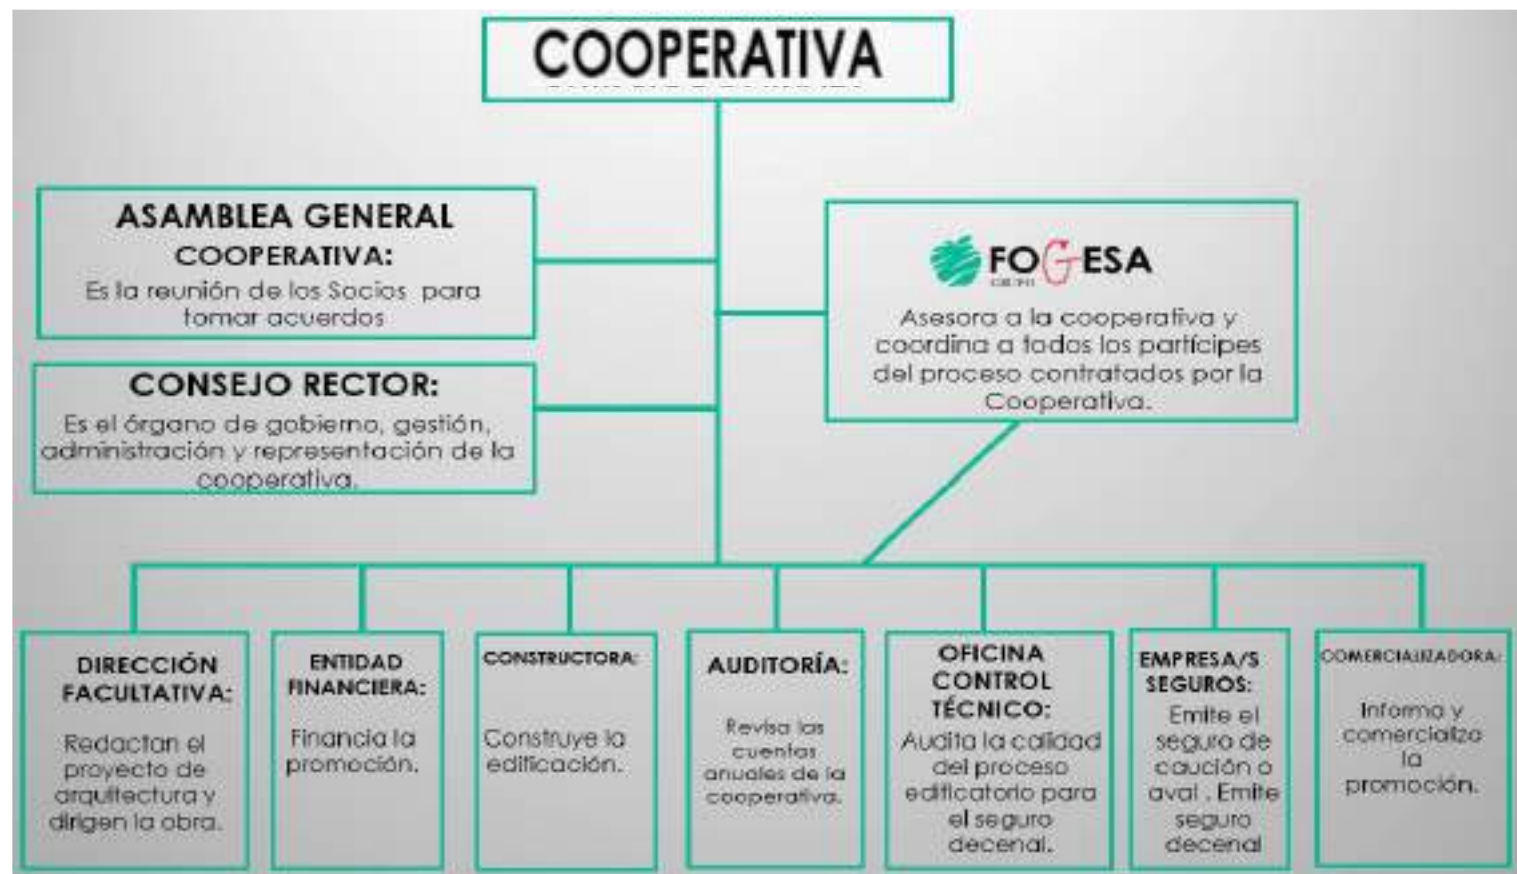 COOPERATIVA
ASAMBLEA GENERAL
COOPERATIVA:
Es la reunión de los Socios para
tomar acuerdos
FOGESA
GRUPO
Asesora a la cooperativa y
coordina a todos los partícipes
del proceso contratados por la
Cooperativa.
CONSEJO RECTOR:
Es el órgano de gobierno, gestión,
administración y representación de la
cooperativa.
DIRECCIÓN
FACULTATIVA:
Redactan el
proyecto de
arquitectura y
dirigen la obra.
ENTIDAD
FINANCIERA:
Financia la
promoción.
CONSTRUCTORA:
Construye la
edificación.
AUDITORÍA:
Revisa las
cuentas
anuales de la
cooperativa.
OFICINA
CONTROL
TÉCNICO:
Audita la calidad
del proceso
edificatorio para
el seguro
decenal.
EMPRESA/S
SEGUROS:
Emite el
seguro de
caución o
aval . Emite
seguro
decenal
COMERCIALIZADORA:
Informa y
comercializa
la
promoción.